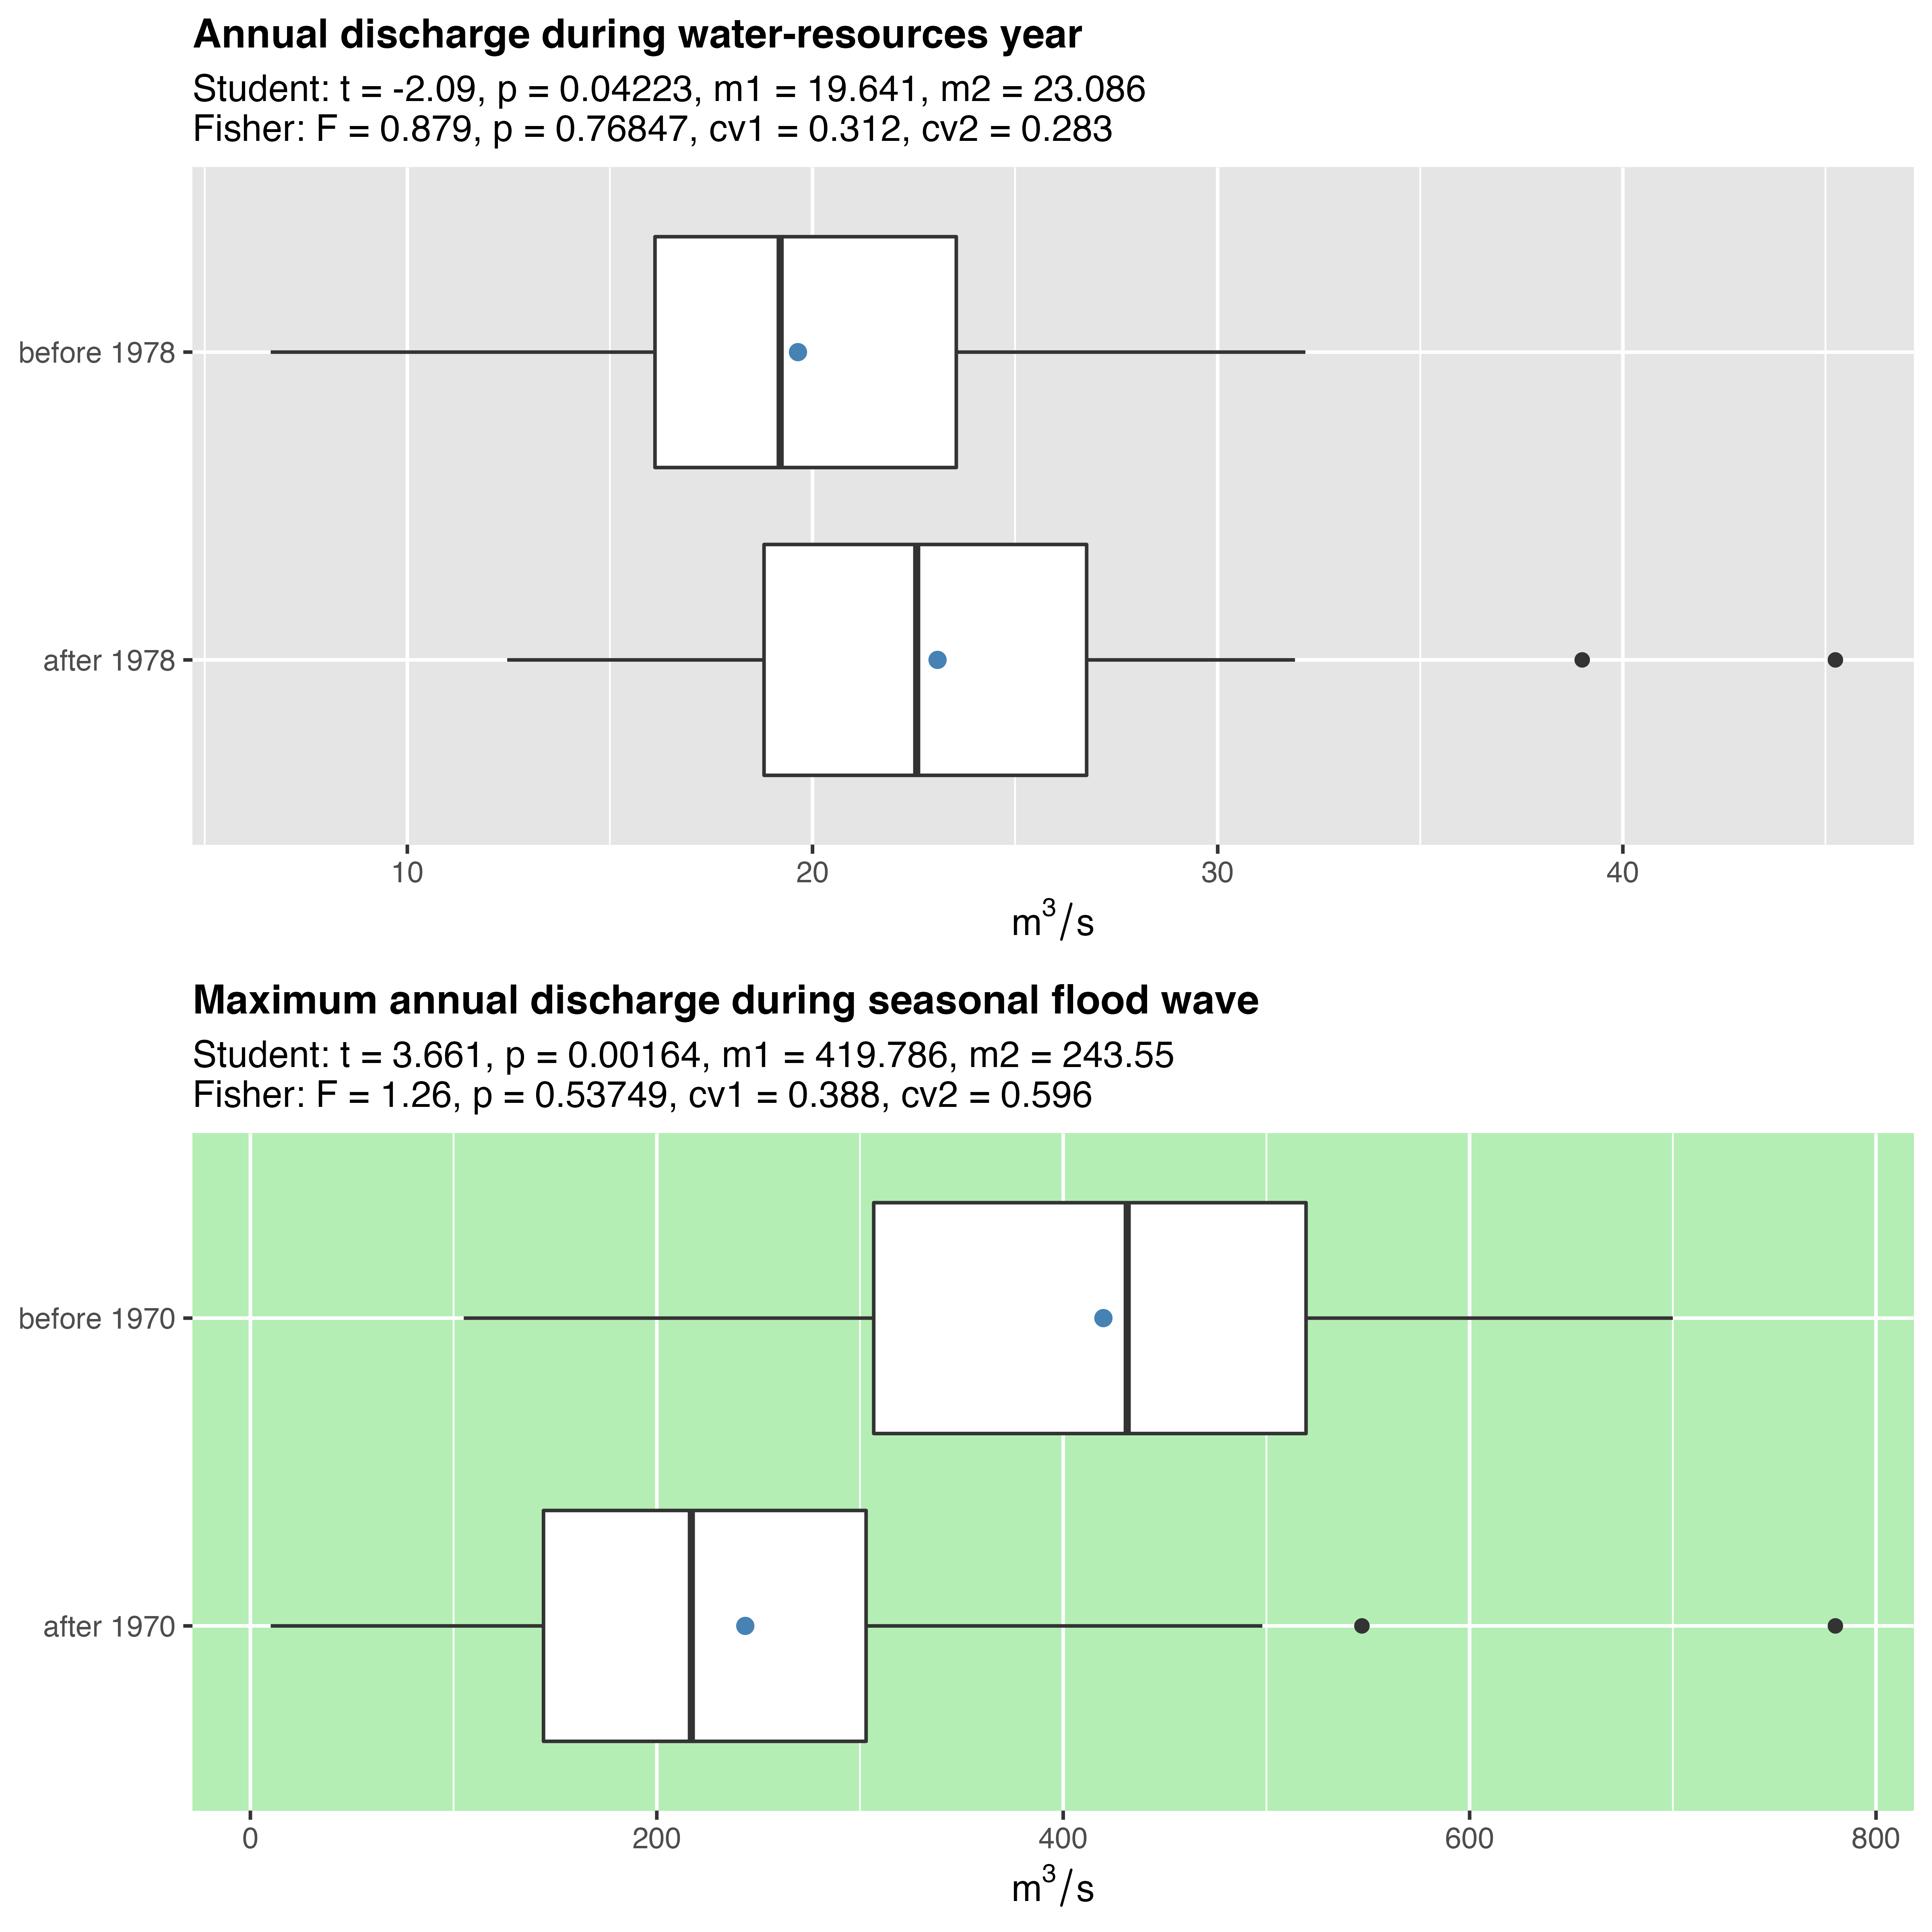 Annual discharge during water-resources year
Student: t = -2.09, p = 0.04223, m1 = 19.641, m2 = 23.086
Fisher: F = 0.879, p = 0.76847, cv1 = 0.312, cv2 = 0.283
before 1978
after 1978
10 20 30 40
m³/s
Maximum annual discharge during seasonal flood wave
Student: t = 3.661, p = 0.00164, m1 = 419.786, m2 = 243.55
Fisher: F = 1.26, p = 0.53749, cv1 = 0.388, cv2 = 0.596
before 1970
after 1970
0 200 400 600 800
m³/s